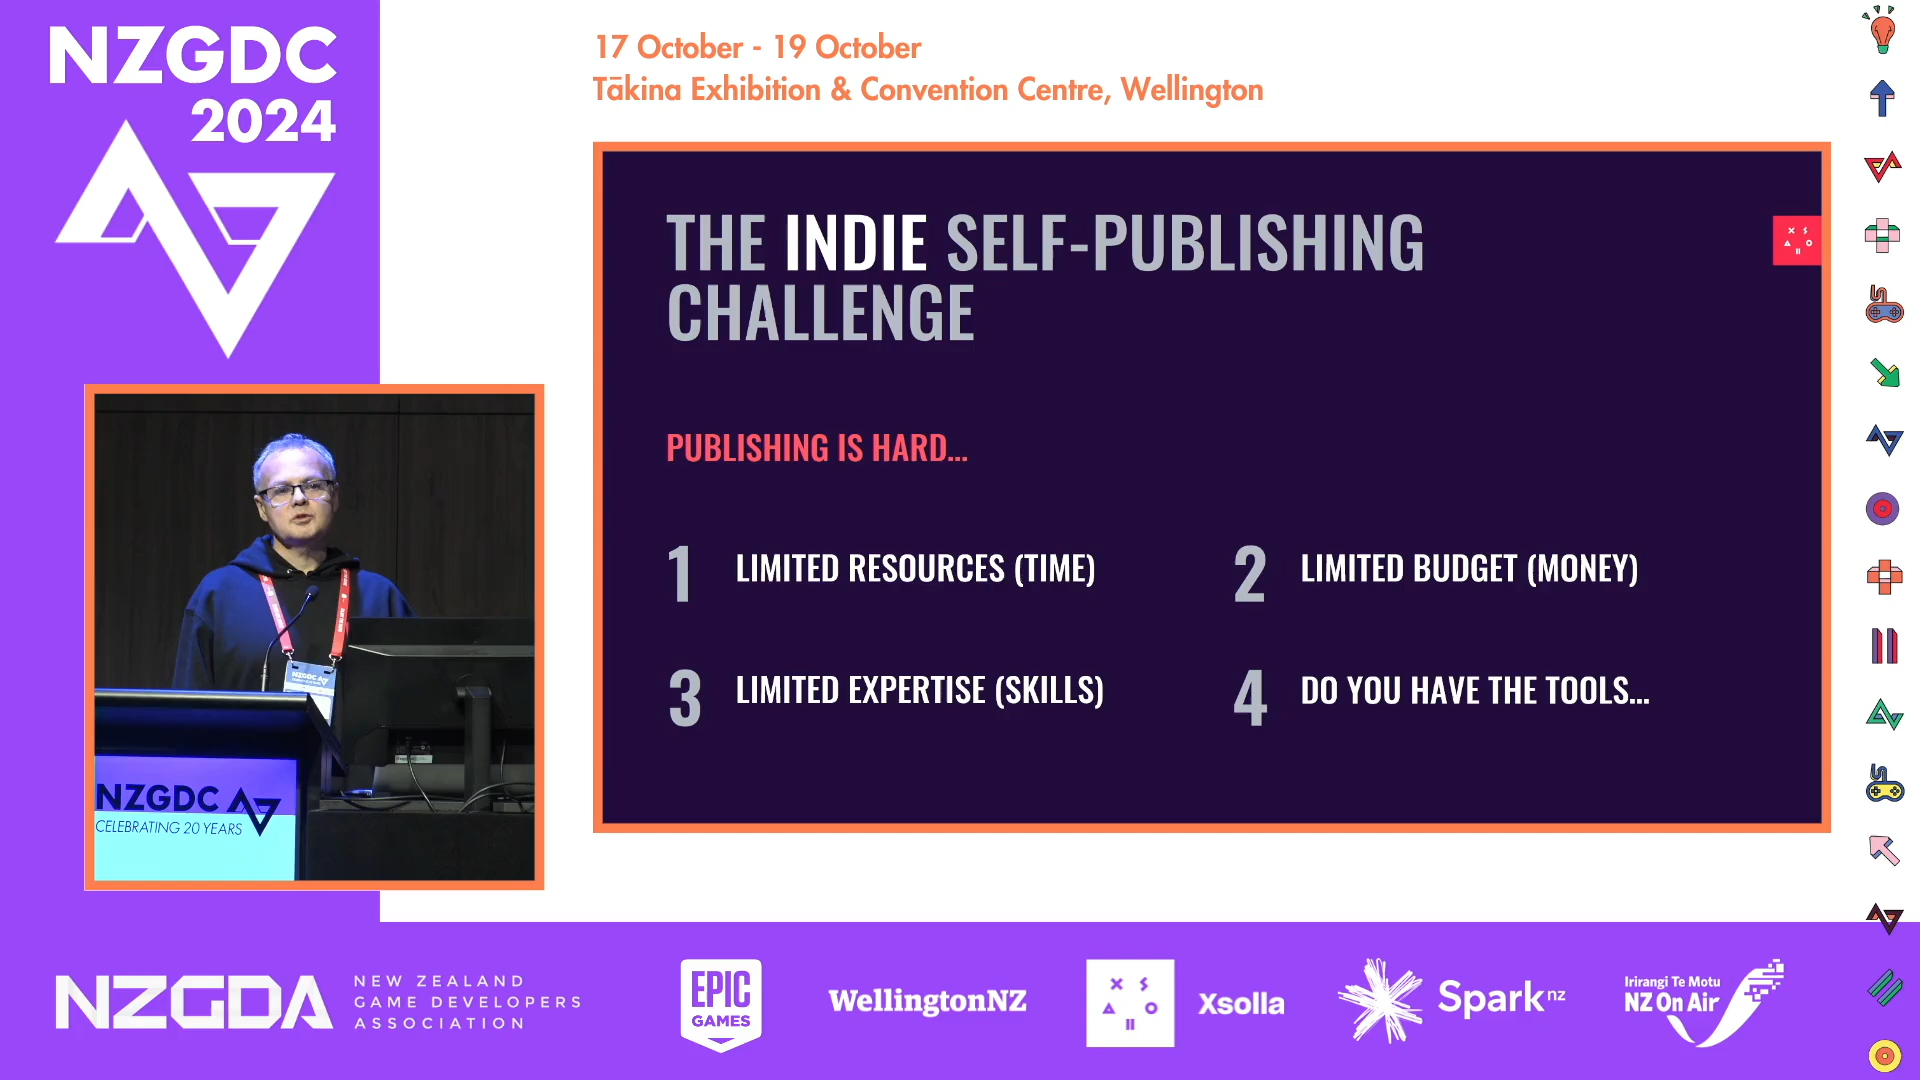 NZGDC
2024
17 October - 19 October
Tākina Exhibition & Convention Centre, Wellington
THE INDIE SELF-PUBLISHING
CHALLENGE
PUBLISHING IS HARD...
1 LIMITED RESOURCES (TIME)
2 LIMITED BUDGET (MONEY)
3 LIMITED EXPERTISE (SKILLS)
4 DO YOU HAVE THE TOOLS...
NZGDC
NZGDC
CELEBRATING 20 YEARS
NZGDA
NEW ZEALAND
GAME DEVELOPERS
ASSOCIATION
EPIC
GAMES
WellingtonNZ
Xsolla
Spark nz
Irirangi Te Motu
NZ On Air